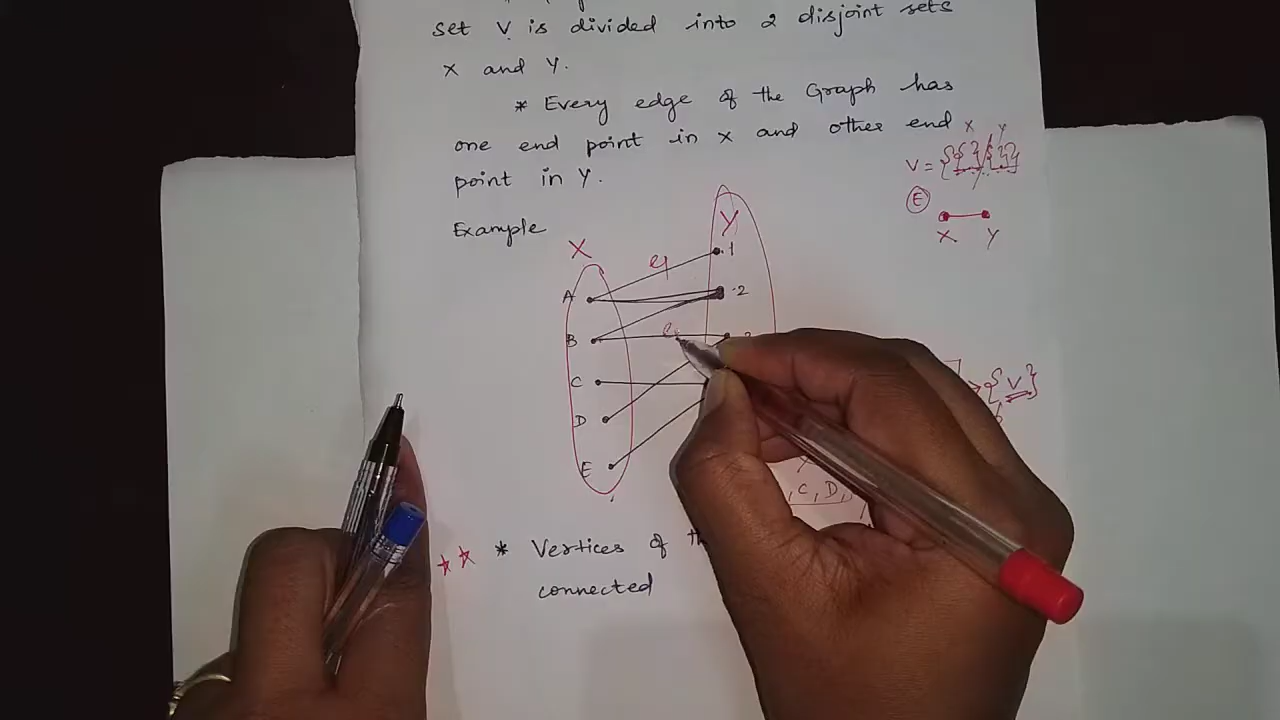 set V is divided into 2 disjoint sets
X and Y.
* Every edge of the Graph has
one end point in X and other end
point in Y.
V = {{ }/{ }}
X Y
E
X Y
Example
X
Y
e1
A
1
2
B
C
D
E
{V}
, C, D,
* Vertices of
connected